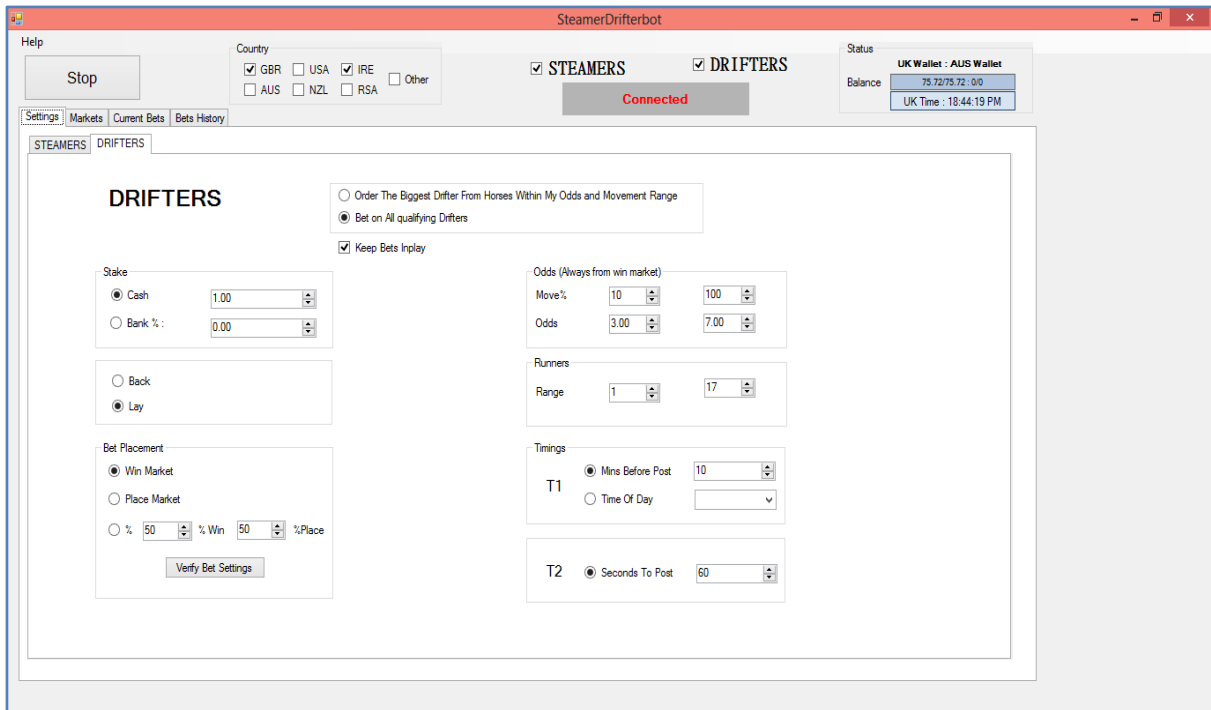 SteamerDrifterbot
Help
Stop
Country
GBR USA IRE Other
AUS NZL RSA
STEAMERS DRIFTERS
Connected
Status
UK Wallet : AUS Wallet
Balance 75.72/75.72 : 0/0
UK Time : 18:44:19 PM
Settings Markets Current Bets Bets History
STEAMERS DRIFTERS
DRIFTERS
Order The Biggest Drifter From Horses Within My Odds and Movement Range
Bet on All qualifying Drifters
Keep Bets Inplay
Stake
Cash 1.00
Bank % : 0.00
Back
Lay
Bet Placement
Win Market
Place Market
% 50 % Win 50 %Place
Verify Bet Settings
Odds (Always from win market)
Move% 10 100
Odds 3.00 7.00
Runners
Range 1 17
Timings
T1 Mins Before Post 10
Time Of Day
T2 Seconds To Post 60